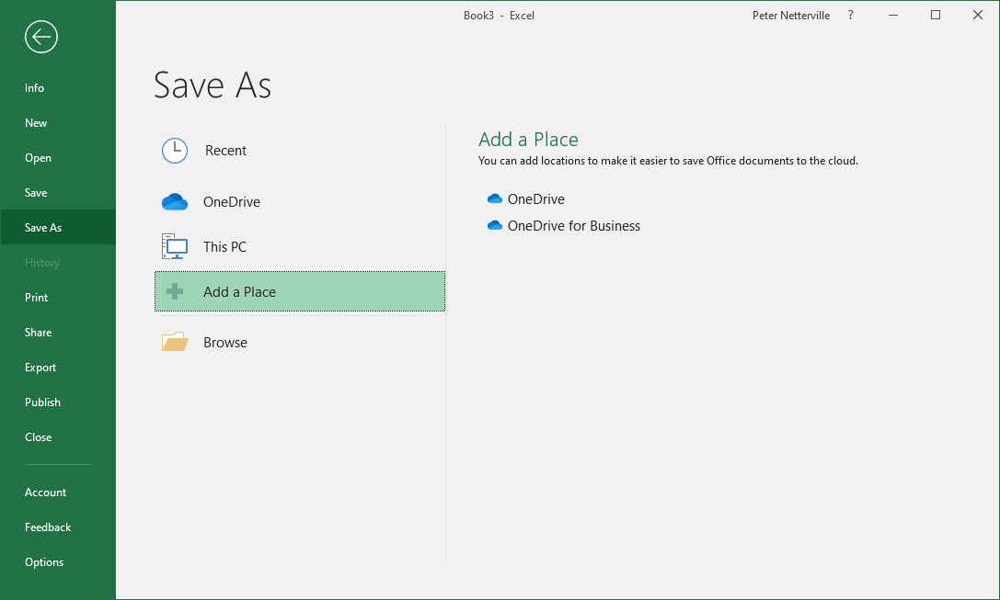 Book3 - Excel
Peter Netterville ?
Info
New
Open
Save
Save As
History
Print
Share
Export
Publish
Close
Account
Feedback
Options
Save As
Recent
OneDrive
This PC
Add a Place
Browse
Add a Place
You can add locations to make it easier to save Office documents to the cloud.
OneDrive
OneDrive for Business